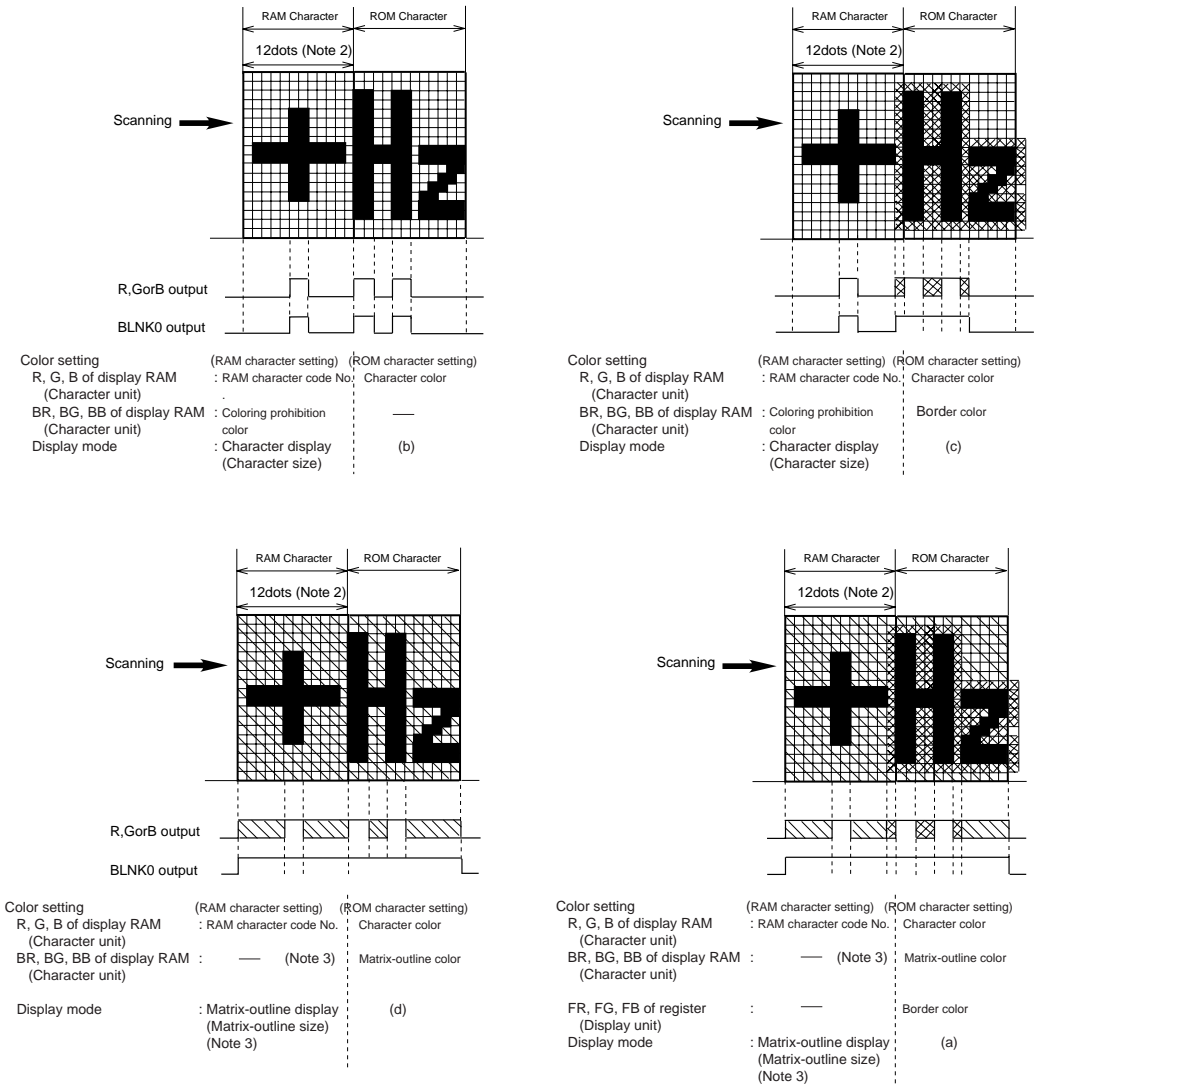 RAM Character ROM Character
12dots (Note 2)
Scanning
R,GorB output
BLNK0 output
Color setting (RAM character setting) (ROM character setting)
R, G, B of display RAM : RAM character code No. Character color
(Character unit) .
BR, BG, BB of display RAM : Coloring prohibition —
(Character unit) color
Display mode : Character display (b)
(Character size)
RAM Character ROM Character
12dots (Note 2)
Scanning
R,GorB output
BLNK0 output
Color setting (RAM character setting) (ROM character setting)
R, G, B of display RAM : RAM character code No. Character color
(Character unit)
BR, BG, BB of display RAM : Coloring prohibition Border color
(Character unit) color
Display mode : Character display (c)
(Character size)
RAM Character ROM Character
12dots (Note 2)
Scanning
R,GorB output
BLNK0 output
Color setting (RAM character setting) (ROM character setting)
R, G, B of display RAM : RAM character code No. Character color
(Character unit)
BR, BG, BB of display RAM : — (Note 3) Matrix-outline color
(Character unit)
Display mode : Matrix-outline display (d)
(Matrix-outline size)
(Note 3)
RAM Character ROM Character
12dots (Note 2)
Scanning
R,GorB output
BLNK0 output
Color setting (RAM character setting) (ROM character setting)
R, G, B of display RAM : RAM character code No. Character color
(Character unit)
BR, BG, BB of display RAM : — (Note 3) Matrix-outline color
(Character unit)
FR, FG, FB of register : — Border color
(Display unit)
Display mode : Matrix-outline display (a)
(Matrix-outline size)
(Note 3)